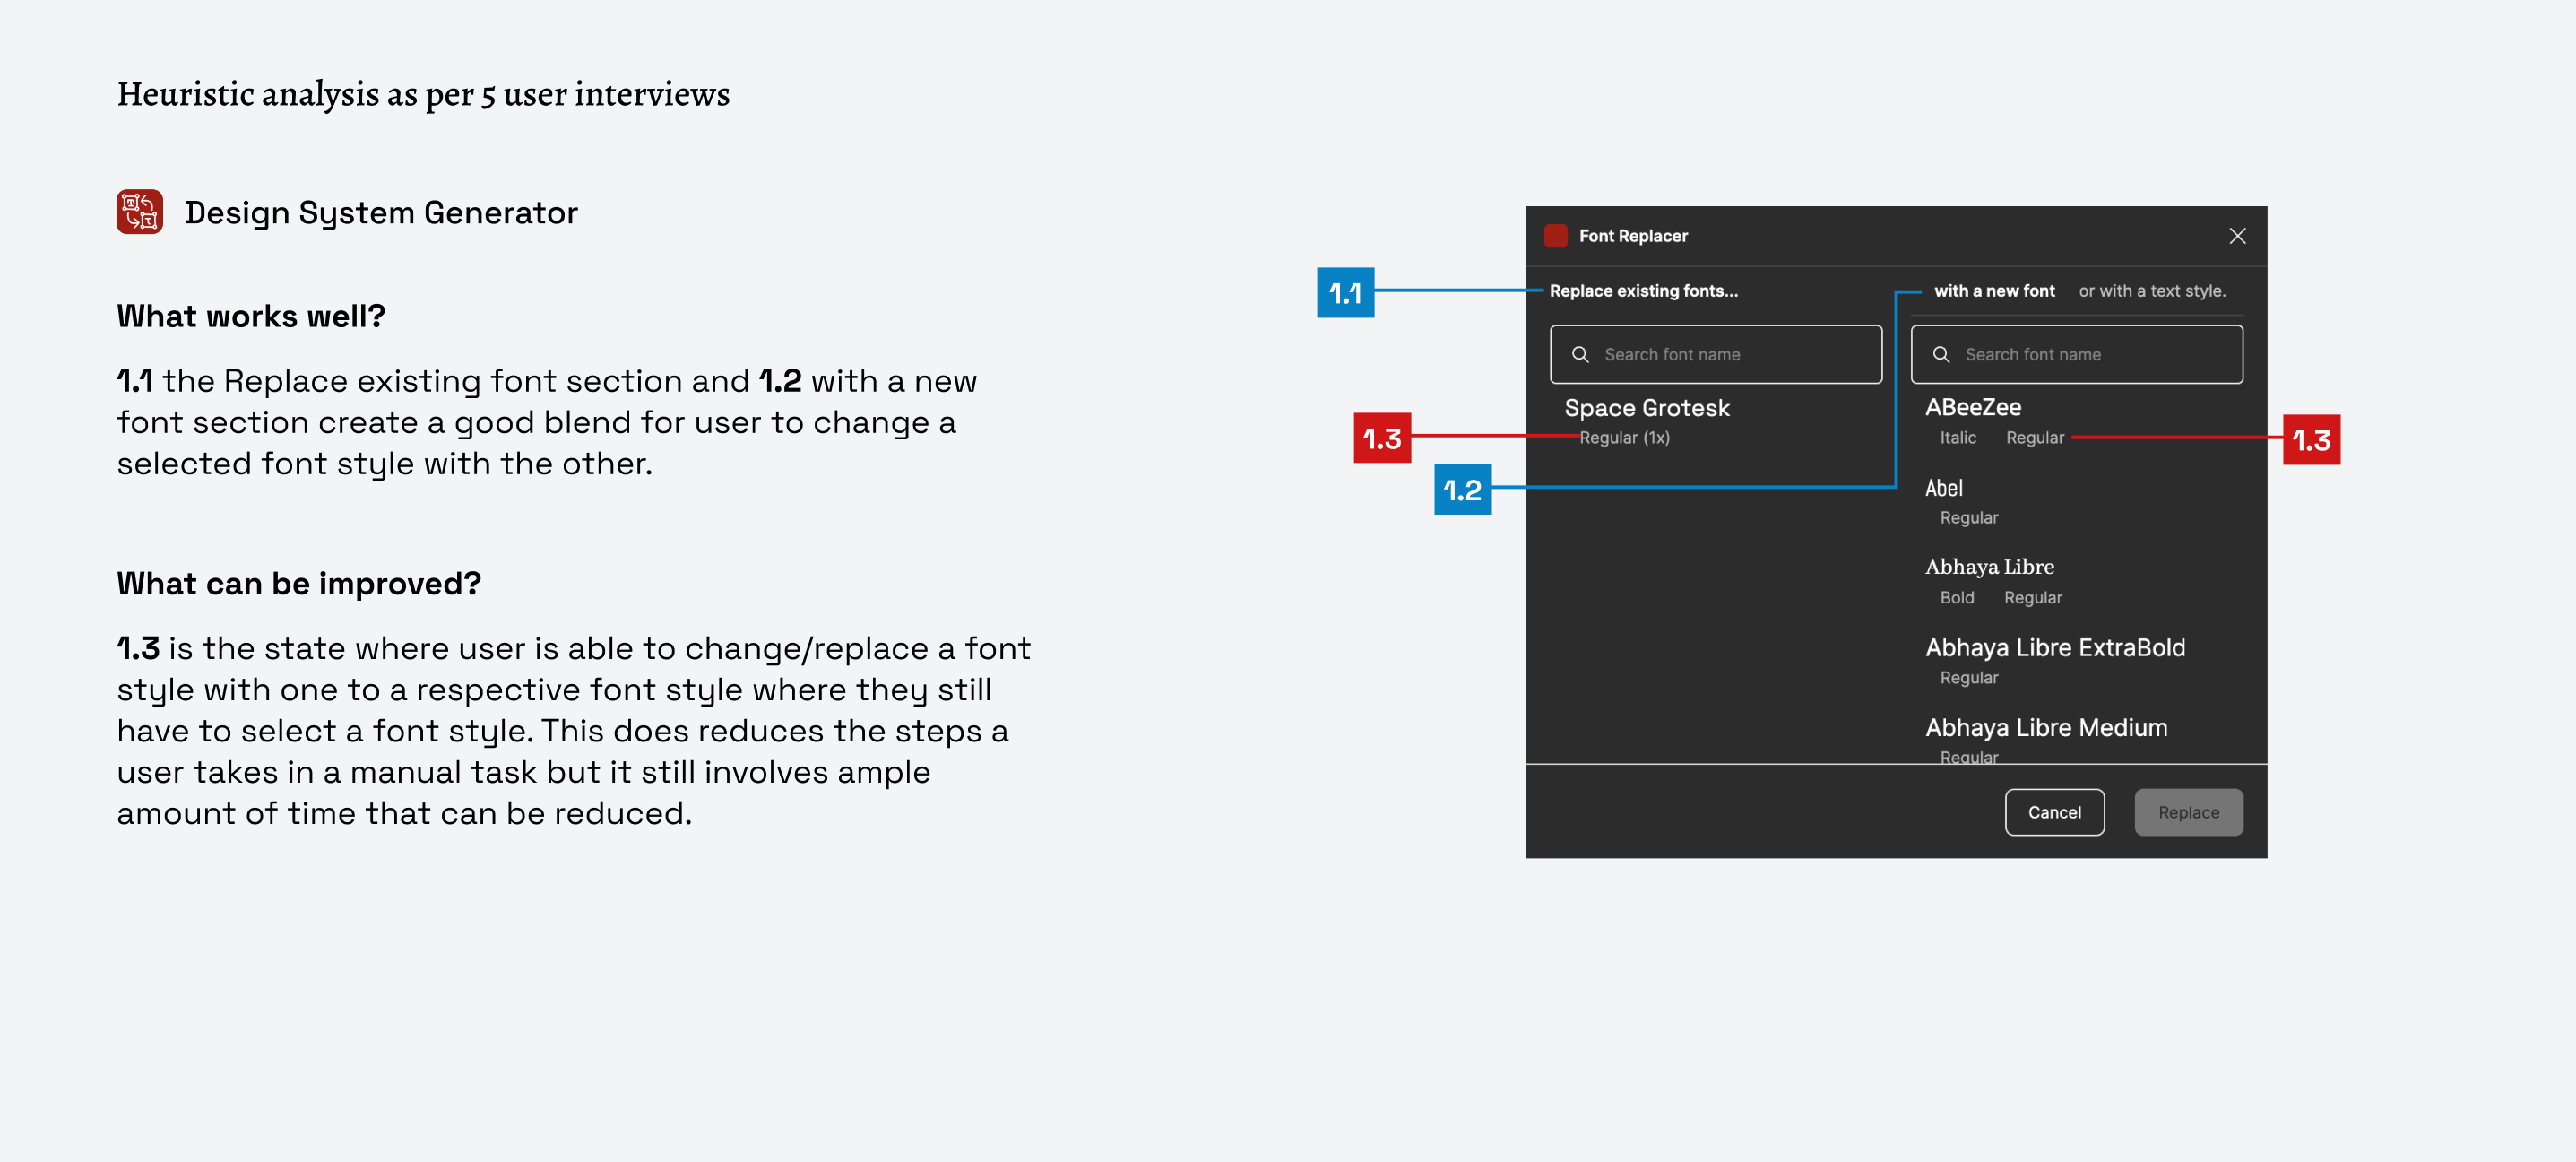 Heuristic analysis as per 5 user interviews
Design System Generator
What works well?
1.1 the Replace existing font section and 1.2 with a new
font section create a good blend for user to change a
selected font style with the other.
What can be improved?
1.3 is the state where user is able to change/replace a font
style with one to a respective font style where they still
have to select a font style. This does reduces the steps a
user takes in a manual task but it still involves ample
amount of time that can be reduced.
Font Replacer
1.1
Replace existing fonts...
with a new font
or with a text style.
Search font name
Search font name
Space Grotesk
Regular (1x)
1.3
1.2
ABeeZee
Italic Regular
1.3
Abel
Regular
Abhaya Libre
Bold Regular
Abhaya Libre ExtraBold
Regular
Abhaya Libre Medium
Regular
Cancel
Replace